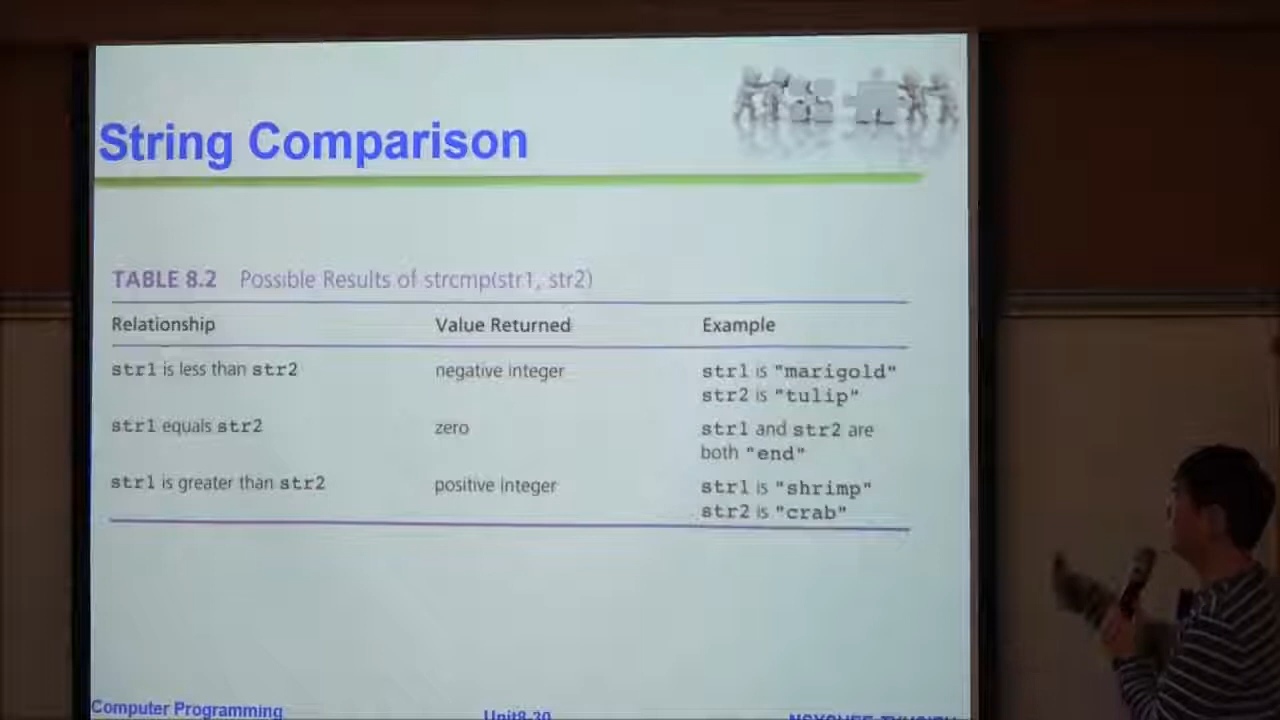 String Comparison
TABLE 8.2 Possible Results of strcmp(str1, str2)
Relationship Value Returned Example
str1 is less than str2 negative integer str1 is "marigold"
str2 is "tulip"
str1 equals str2 zero str1 and str2 are
both "end"
str1 is greater than str2 positive integer str1 is "shrimp"
str2 is "crab"
Computer Programming Unit8-30